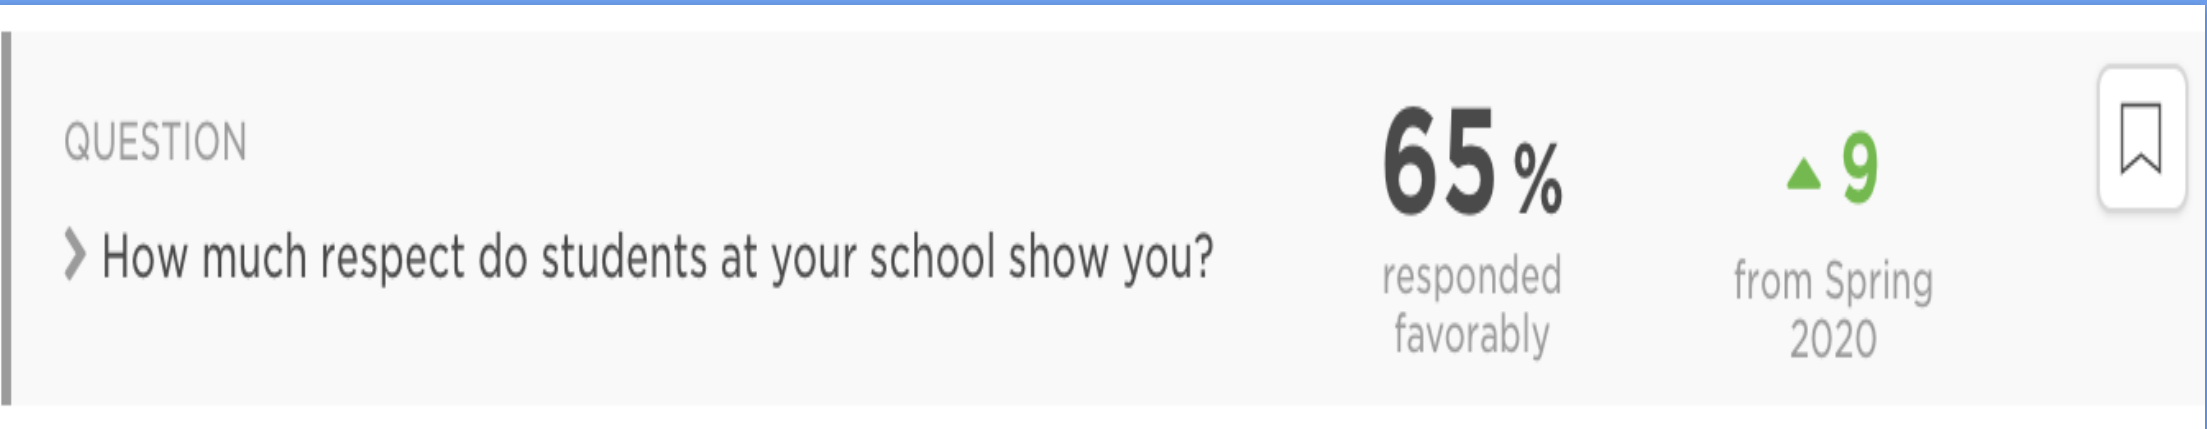 QUESTION
How much respect do students at your school show you?
65 %
responded
favorably
▲ 9
from Spring
2020